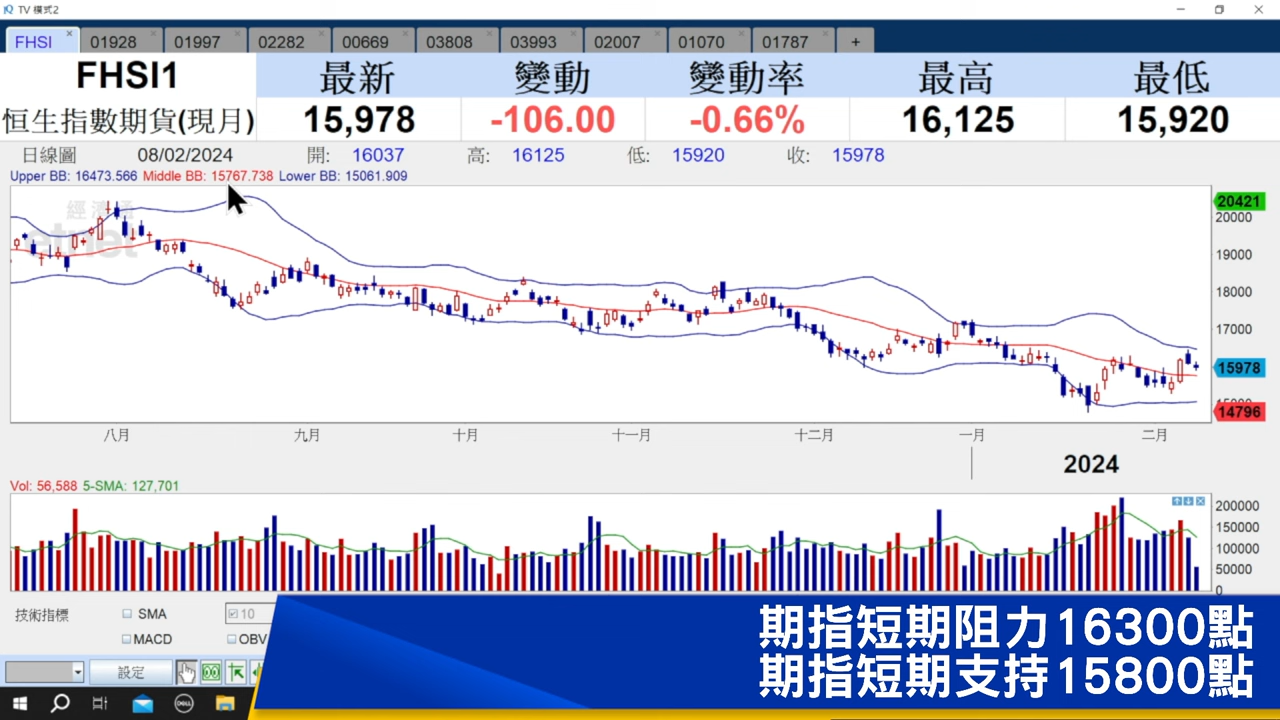 TV 模式2
FHSI 01928 01997 02282 00669 03808 03993 02007 01070 01787 +
FHSI1 最新 變動 變動率 最高 最低
恒生指數期貨(現月) 15,978 -106.00 -0.66% 16,125 15,920
日線圖 08/02/2024 開: 16037 高: 16125 低: 15920 收: 15978
Upper BB: 16473.566 Middle BB: 15767.738 Lower BB: 15061.909
經濟通
etnet
20421
20000
19000
18000
17000
15978
14796
八月 九月 十月 十一月 十二月 一月 二月
2024
Vol: 56,588 5-SMA: 127,701
200000
150000
100000
50000
0
技術指標 SMA 10
MACD OBV
設定
期指短期阻力16300點
期指短期支持15800點
DELL